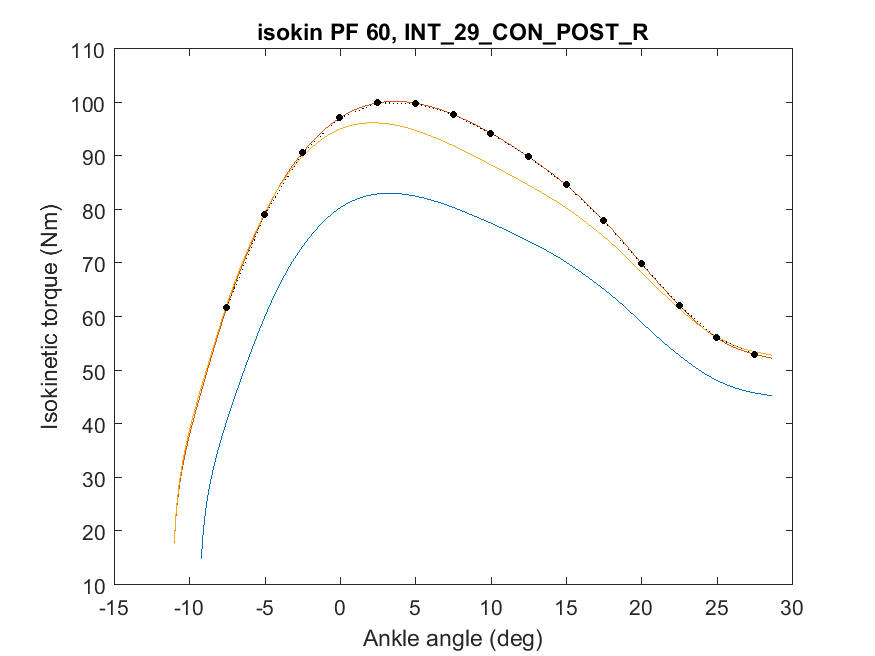 isokin PF 60, INT_29_CON_POST_R
110
100
90
80
70
60
50
40
30
20
10
Isokinetic torque (Nm)
-15 -10 -5 0 5 10 15 20 25 30
Ankle angle (deg)